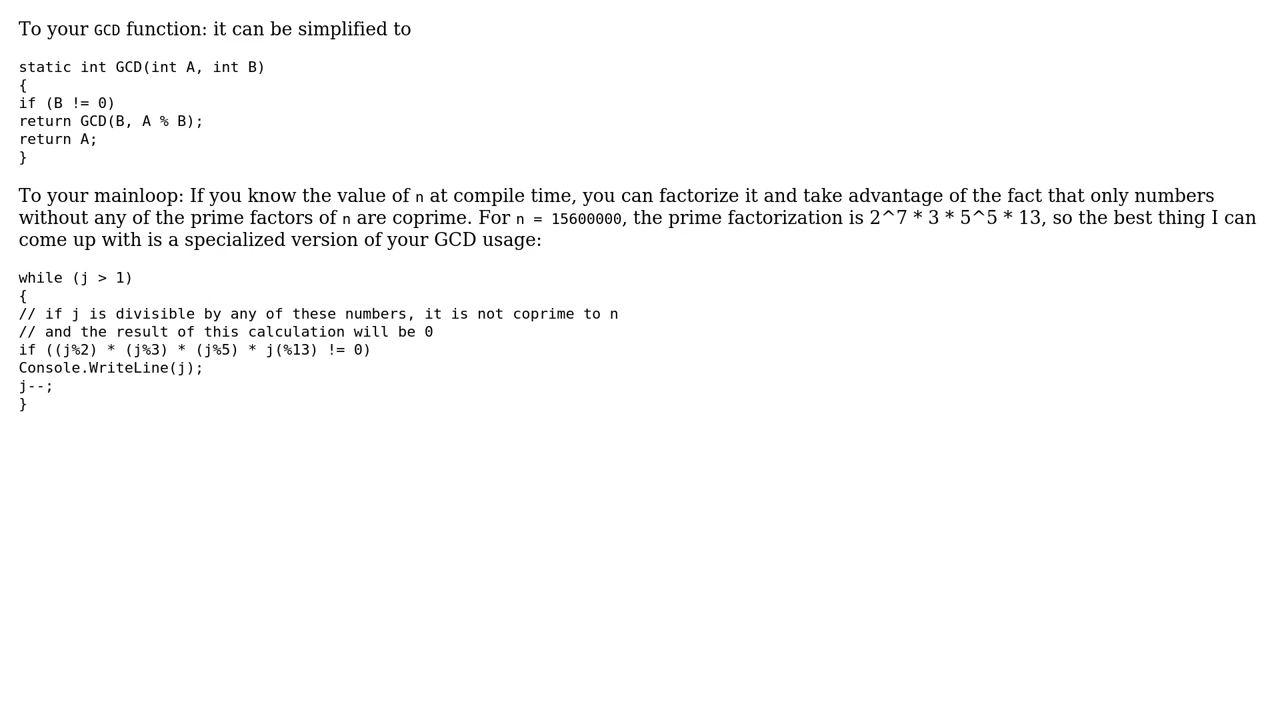 To your GCD function: it can be simplified to
static int GCD(int A, int B)
{
if (B != 0)
return GCD(B, A % B);
return A;
}
To your mainloop: If you know the value of n at compile time, you can factorize it and take advantage of the fact that only numbers
without any of the prime factors of n are coprime. For n = 15600000, the prime factorization is 2^7 * 3 * 5^5 * 13, so the best thing I can
come up with is a specialized version of your GCD usage:
while (j > 1)
{
// if j is divisible by any of these numbers, it is not coprime to n
// and the result of this calculation will be 0
if ((j%2) * (j%3) * (j%5) * j(%13) != 0)
Console.WriteLine(j);
j--;
}